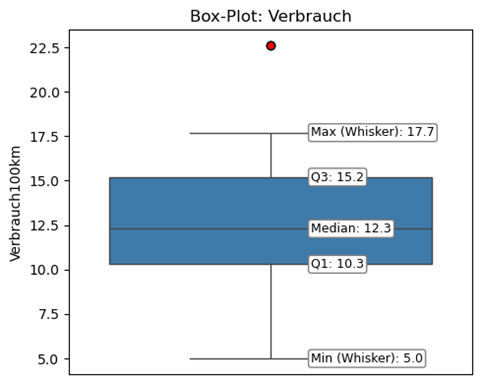 Box-Plot: Verbrauch
22.5
20.0
17.5
15.0
12.5
10.0
7.5
5.0
Verbrauch100km
Max (Whisker): 17.7
Q3: 15.2
Median: 12.3
Q1: 10.3
Min (Whisker): 5.0